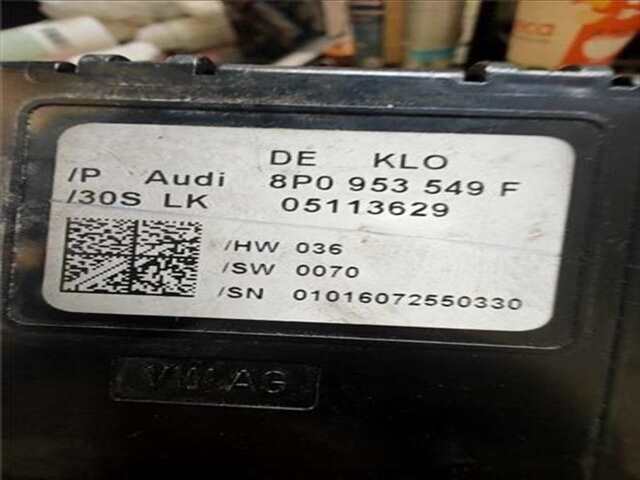 DE KLO
/P Audi 8P0 953 549 F
/30S LK 05113629
/HW 036
/SW 0070
/SN 01016072550330
VW AG